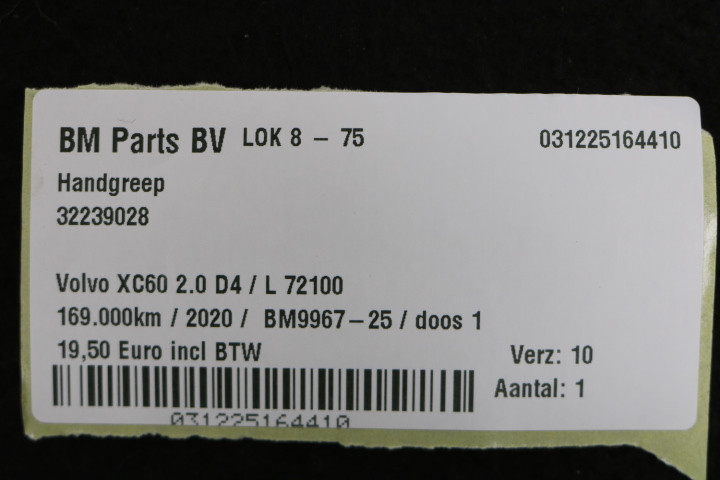 BM Parts BV LOK 8 – 75 031225164410
Handgreep
32239028
Volvo XC60 2.0 D4 / L 72100
169.000km / 2020 / BM9967–25 / doos 1
19,50 Euro incl BTW Verz: 10
Aantal: 1
031225164410